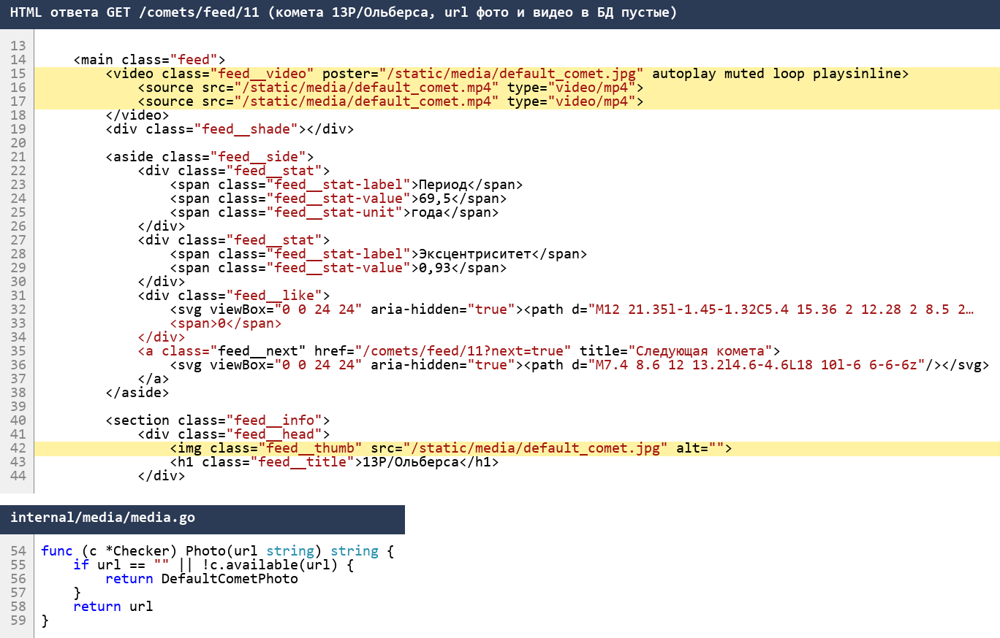 HTML ответа GET /comets/feed/11 (комета 13P/Ольберса, url фото и видео в БД пустые)
13
14     <main class="feed">
15         <video class="feed__video" poster="/static/media/default_comet.jpg" autoplay muted loop playsinline>
16             <source src="/static/media/default_comet.mp4" type="video/mp4">
17             <source src="/static/media/default_comet.mp4" type="video/mp4">
18         </video>
19         <div class="feed__shade"></div>
20
21         <aside class="feed__side">
22             <div class="feed__stat">
23                 <span class="feed__stat-label">Период</span>
24                 <span class="feed__stat-value">69,5</span>
25                 <span class="feed__stat-unit">года</span>
26             </div>
27             <div class="feed__stat">
28                 <span class="feed__stat-label">Эксцентриситет</span>
29                 <span class="feed__stat-value">0,93</span>
30             </div>
31             <div class="feed__like">
32                 <svg viewBox="0 0 24 24" aria-hidden="true"><path d="M12 21.35l-1.45-1.32C5.4 15.36 2 12.28 2 8.5 2…
33                 <span>0</span>
34             </div>
35             <a class="feed__next" href="/comets/feed/11?next=true" title="Следующая комета">
36                 <svg viewBox="0 0 24 24" aria-hidden="true"><path d="M7.4 8.6 12 13.2l4.6-4.6L18 10l-6 6-6-6z"/></svg>
37             </a>
38         </aside>
39
40         <section class="feed__info">
41             <div class="feed__head">
42                 <img class="feed__thumb" src="/static/media/default_comet.jpg" alt="">
43                 <h1 class="feed__title">13P/Ольберса</h1>
44             </div>
internal/media/media.go
54 func (c *Checker) Photo(url string) string {
55     if url == "" || !c.available(url) {
56         return DefaultCometPhoto
57     }
58     return url
59 }